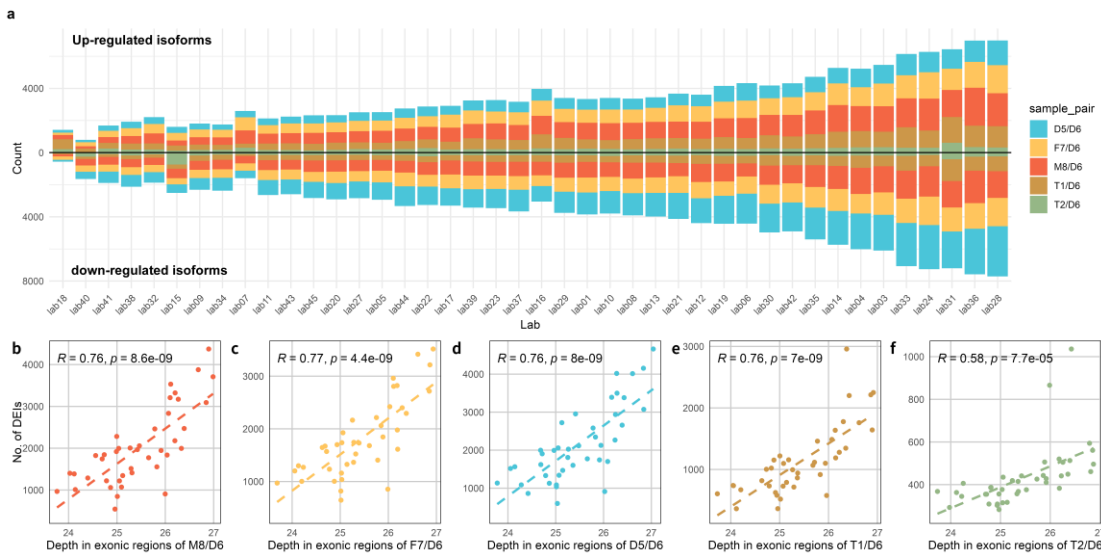 a
Up-regulated isoforms
4000
0
4000
8000
Count
down-regulated isoforms
lab18 lab40 lab41 lab38 lab32 lab15 lab09 lab34 lab07 lab11 lab43 lab45 lab20 lab27 lab05 lab44 lab22 lab17 lab39 lab23 lab37 lab16 lab29 lab01 lab10 lab08 lab13 lab21 lab12 lab19 lab06 lab30 lab42 lab35 lab14 lab04 lab03 lab33 lab24 lab31 lab36 lab28
Lab
sample_pair
D5/D6
F7/D6
M8/D6
T1/D6
T2/D6
b
R = 0.76, p = 8.6e-09
4000
3000
2000
1000
No. of DEIs
24 25 26 27
Depth in exonic regions of M8/D6
c
R = 0.77, p = 4.4e-09
3000
2000
1000
24 25 26 27
Depth in exonic regions of F7/D6
d
R = 0.76, p = 8e-09
4000
3000
2000
1000
24 25 26 27
Depth in exonic regions of D5/D6
e
R = 0.76, p = 7e-09
3000
2000
1000
24 25 26 27
Depth in exonic regions of T1/D6
f
R = 0.58, p = 7.7e-05
1000
800
600
400
24 25 26
Depth in exonic regions of T2/D6